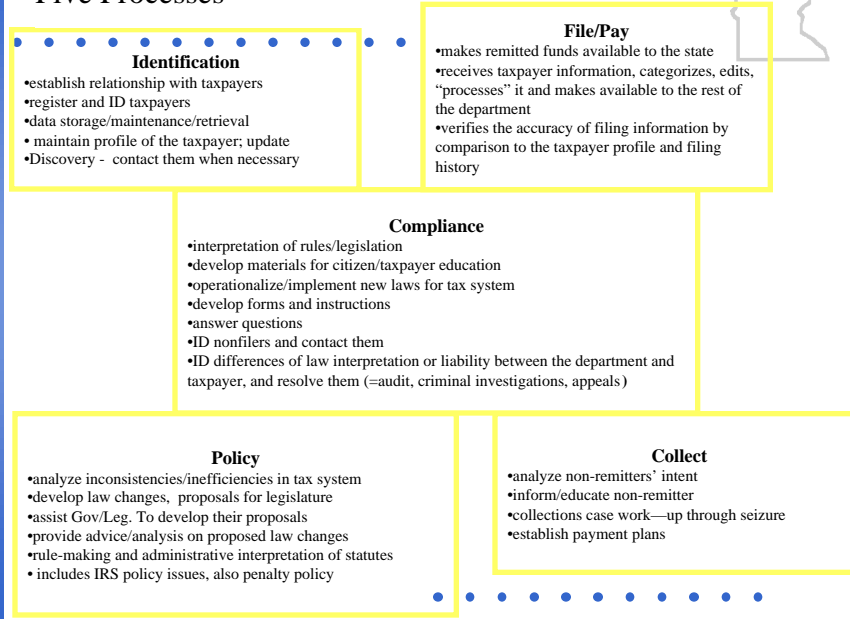 Five Processes
Identification
•establish relationship with taxpayers
•register and ID taxpayers
•data storage/maintenance/retrieval
• maintain profile of the taxpayer; update
•Discovery - contact them when necessary
File/Pay
•makes remitted funds available to the state
•receives taxpayer information, categorizes, edits,
“processes” it and makes available to the rest of
the department
•verifies the accuracy of filing information by
comparison to the taxpayer profile and filing
history
Compliance
•interpretation of rules/legislation
•develop materials for citizen/taxpayer education
•operationalize/implement new laws for tax system
•develop forms and instructions
•answer questions
•ID nonfilers and contact them
•ID differences of law interpretation or liability between the department and
taxpayer, and resolve them (=audit, criminal investigations, appeals)
Policy
•analyze inconsistencies/inefficiencies in tax system
•develop law changes, proposals for legislature
•assist Gov/Leg. To develop their proposals
•provide advice/analysis on proposed law changes
•rule-making and administrative interpretation of statutes
• includes IRS policy issues, also penalty policy
Collect
•analyze non-remitters’ intent
•inform/educate non-remitter
•collections case work—up through seizure
•establish payment plans